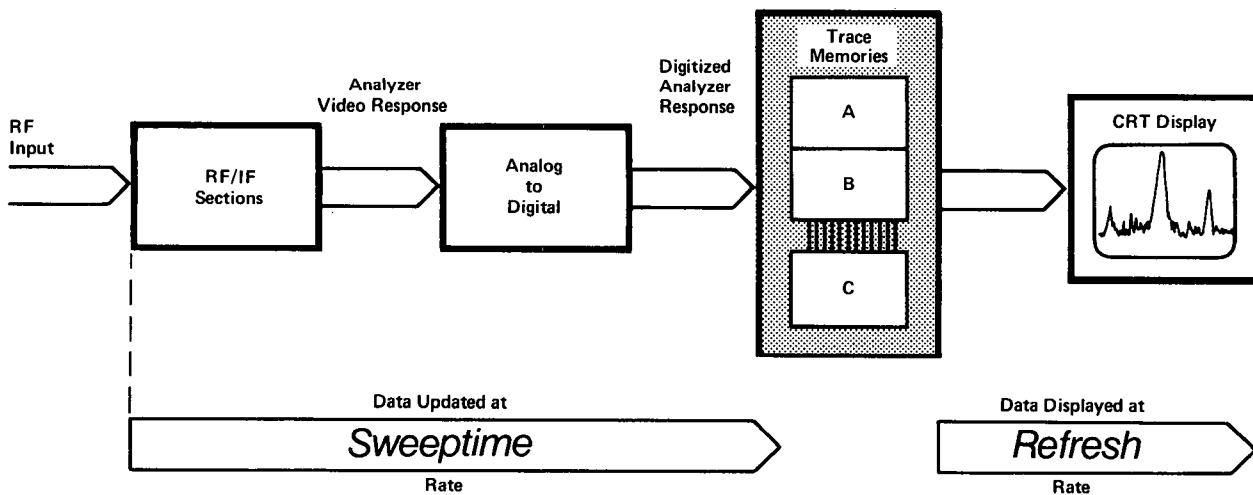 RF
Input
RF/IF
Sections
Analyzer
Video Response
Analog
to
Digital
Digitized
Analyzer
Response
Trace
Memories
A
B
C
CRT Display
Data Updated at
Sweeptime
Rate
Data Displayed at
Refresh
Rate